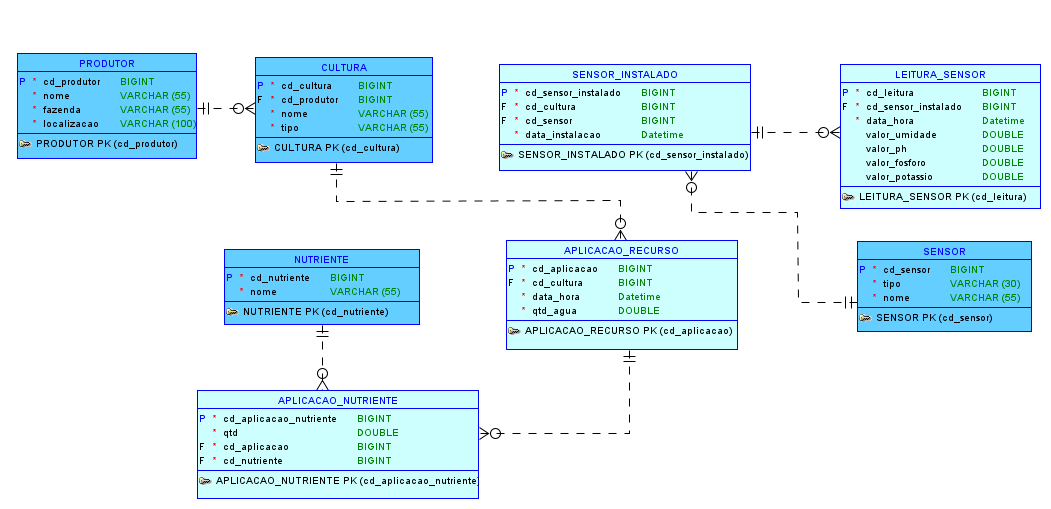 PRODUTOR
P * cd_produtor BIGINT
* nome VARCHAR (55)
* fazenda VARCHAR (55)
* localizacao VARCHAR (100)
PRODUTOR PK (cd_produtor)
CULTURA
P * cd_cultura BIGINT
F * cd_produtor BIGINT
* nome VARCHAR (55)
* tipo VARCHAR (55)
CULTURA PK (cd_cultura)
SENSOR_INSTALADO
P * cd_sensor_instalado BIGINT
F * cd_cultura BIGINT
F * cd_sensor BIGINT
* data_instalacao Datetime
SENSOR_INSTALADO PK (cd_sensor_instalado)
LEITURA_SENSOR
P * cd_leitura BIGINT
F * cd_sensor_instalado BIGINT
* data_hora Datetime
valor_umidade DOUBLE
valor_ph DOUBLE
valor_fosforo DOUBLE
valor_potassio DOUBLE
LEITURA_SENSOR PK (cd_leitura)
NUTRIENTE
P * cd_nutriente BIGINT
* nome VARCHAR (55)
NUTRIENTE PK (cd_nutriente)
APLICACAO_RECURSO
P * cd_aplicacao BIGINT
F * cd_cultura BIGINT
* data_hora Datetime
* qtd_agua DOUBLE
APLICACAO_RECURSO PK (cd_aplicacao)
SENSOR
P * cd_sensor BIGINT
* tipo VARCHAR (30)
* nome VARCHAR (55)
SENSOR PK (cd_sensor)
APLICACAO_NUTRIENTE
P * cd_aplicacao_nutriente BIGINT
* qtd DOUBLE
F * cd_aplicacao BIGINT
F * cd_nutriente BIGINT
APLICACAO_NUTRIENTE PK (cd_aplicacao_nutriente)